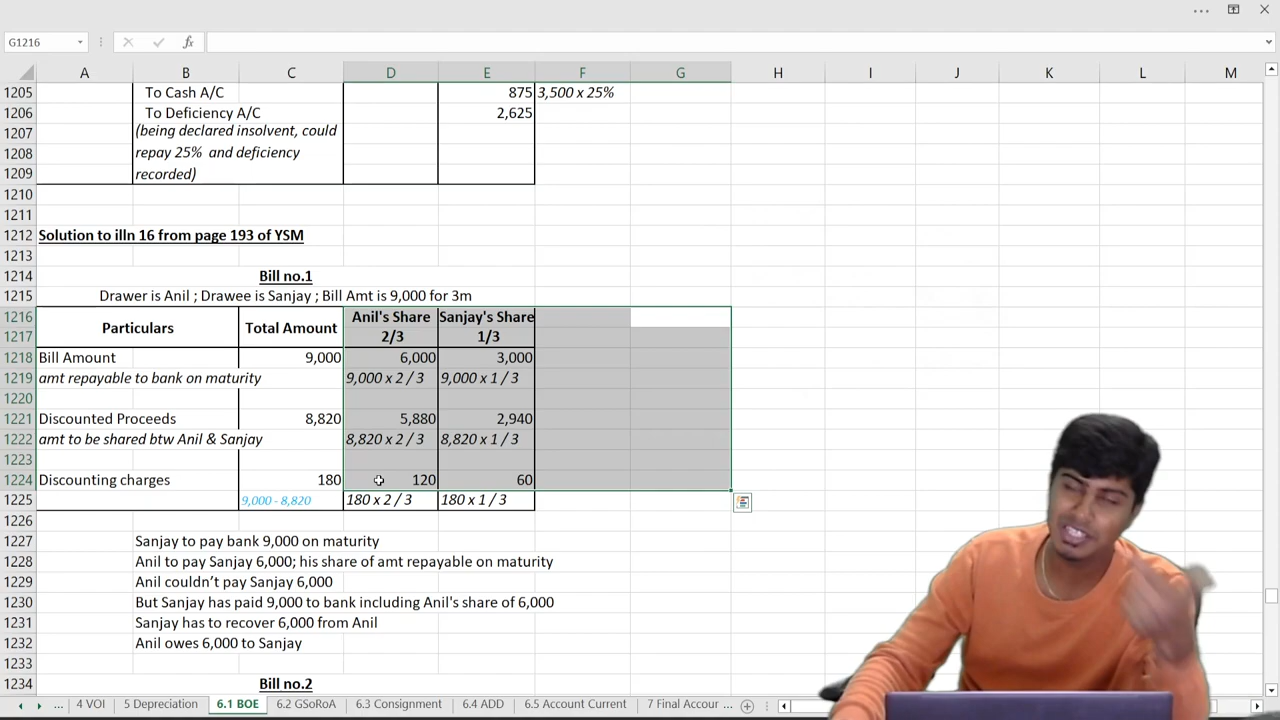 G1216
fx
A B C D E F G H I J K L M
1205 To Cash A/C 875 3,500 x 25%
1206 To Deficiency A/C 2,625
1207 (being declared insolvent, could
1208 repay 25% and deficiency
1209 recorded)
1210
1211
1212 Solution to illn 16 from page 193 of YSM
1213
1214 Bill no.1
1215 Drawer is Anil ; Drawee is Sanjay ; Bill Amt is 9,000 for 3m
1216 Particulars Total Amount Anil's Share Sanjay's Share
1217 2/3 1/3
1218 Bill Amount 9,000 6,000 3,000
1219 amt repayable to bank on maturity 9,000 x 2 / 3 9,000 x 1 / 3
1220
1221 Discounted Proceeds 8,820 5,880 2,940
1222 amt to be shared btw Anil & Sanjay 8,820 x 2 / 3 8,820 x 1 / 3
1223
1224 Discounting charges 180 120 60
1225 9,000 - 8,820 180 x 2 / 3 180 x 1 / 3
1226
1227 Sanjay to pay bank 9,000 on maturity
1228 Anil to pay Sanjay 6,000; his share of amt repayable on maturity
1229 Anil couldn't pay Sanjay 6,000
1230 But Sanjay has paid 9,000 to bank including Anil's share of 6,000
1231 Sanjay has to recover 6,000 from Anil
1232 Anil owes 6,000 to Sanjay
1233
1234 Bill no.2
... 4 VOI 5 Depreciation 6.1 BOE 6.2 GSoRoA 6.3 Consignment 6.4 ADD 6.5 Account Current 7 Final Accour ...